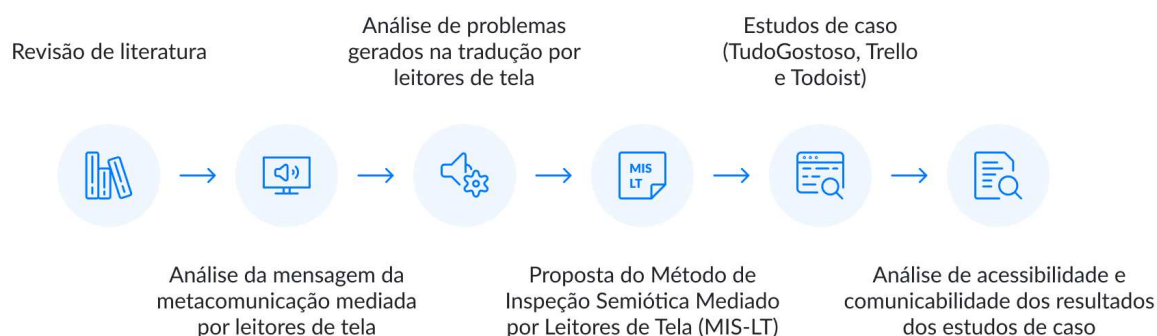 Revisão de literatura
Análise de problemas
gerados na tradução por
leitores de tela
Estudos de caso
(TudoGostoso, Trello
e Todoist)
MIS
LT
Análise da mensagem da
metacomunicação mediada
por leitores de tela
Proposta do Método de
Inspeção Semiótica Mediado
por Leitores de Tela (MIS-LT)
Análise de acessibilidade e
comunicabilidade dos resultados
dos estudos de caso